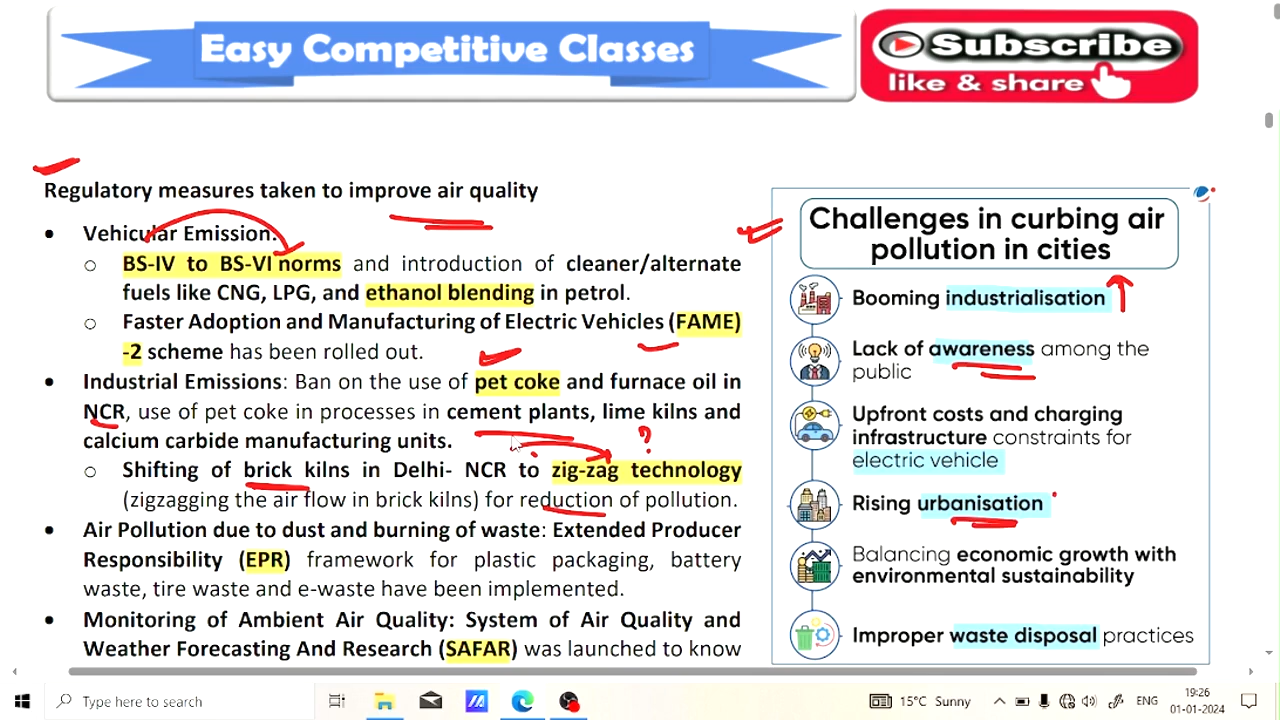 Easy Competitive Classes
Subscribe
like & share
Regulatory measures taken to improve air quality
• Vehicular Emission:
o BS-IV to BS-VI norms and introduction of cleaner/alternate
fuels like CNG, LPG, and ethanol blending in petrol.
o Faster Adoption and Manufacturing of Electric Vehicles (FAME)
-2 scheme has been rolled out.
• Industrial Emissions: Ban on the use of pet coke and furnace oil in
NCR, use of pet coke in processes in cement plants, lime kilns and
calcium carbide manufacturing units.
?
o Shifting of brick kilns in Delhi- NCR to zig-zag technology
(zigzagging the air flow in brick kilns) for reduction of pollution.
• Air Pollution due to dust and burning of waste: Extended Producer
Responsibility (EPR) framework for plastic packaging, battery
waste, tire waste and e-waste have been implemented.
• Monitoring of Ambient Air Quality: System of Air Quality and
Weather Forecasting And Research (SAFAR) was launched to know
Challenges in curbing air
pollution in cities
Booming industrialisation
Lack of awareness among the
public
Upfront costs and charging
infrastructure constraints for
electric vehicle
Rising urbanisation
Balancing economic growth with
environmental sustainability
Improper waste disposal practices
Type here to search
15°C Sunny
ENG
19:26
01-01-2024